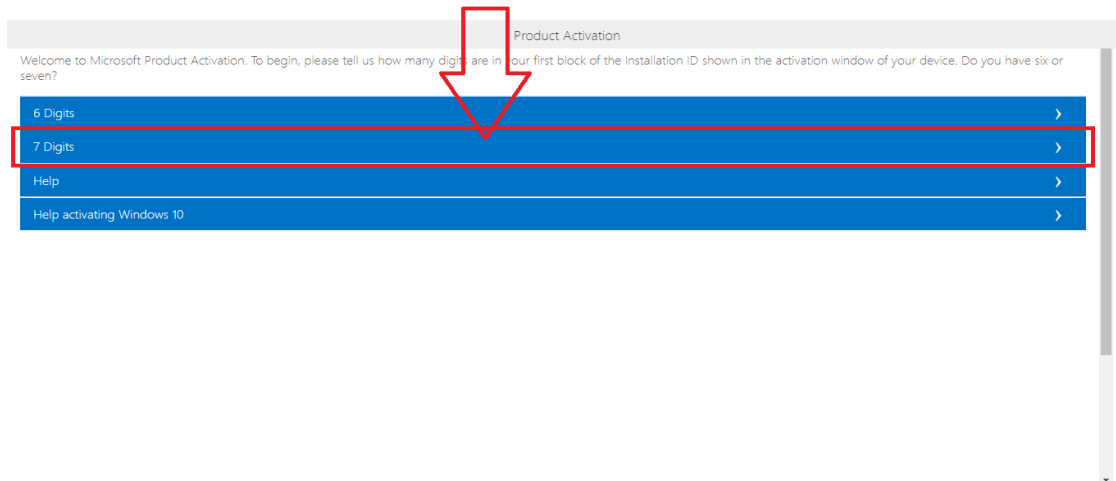 Product Activation
Welcome to Microsoft Product Activation. To begin, please tell us how many digits are in your first block of the Installation ID shown in the activation window of your device. Do you have six or
seven?
6 Digits
7 Digits
Help
Help activating Windows 10